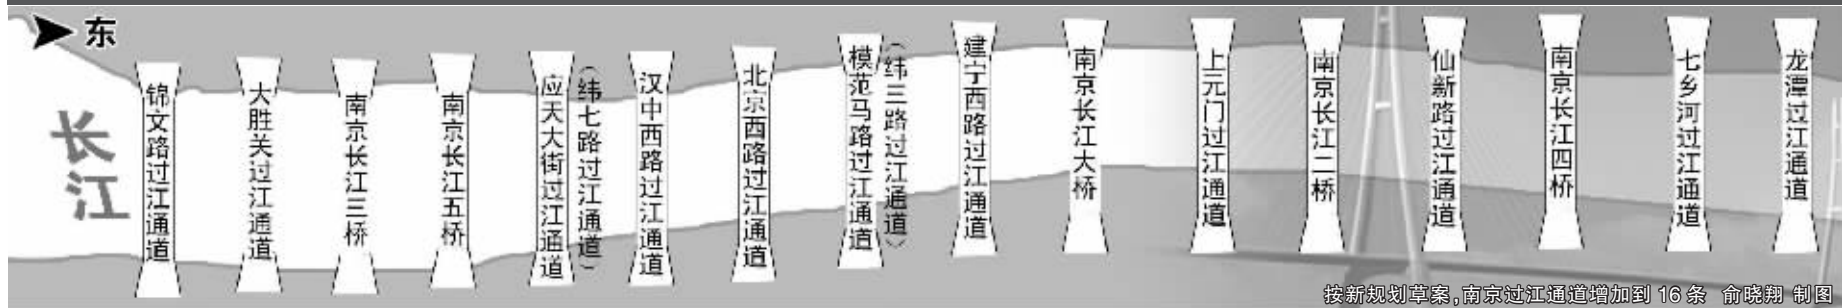 东
长江
锦文路过江通道
大胜关过江通道
南京长江三桥
南京长江五桥
应天大街过江通道
(纬七路过江通道)
汉中西路过江通道
北京西路过江通道
模范马路过江通道
(纬三路过江通道)
建宁西路过江通道
南京长江大桥
上元门过江通道
南京长江二桥
仙新路过江通道
南京长江四桥
七乡河过江通道
龙潭过江通道
按新规划草案,南京过江通道增加到 16 条 俞晓翔 制图